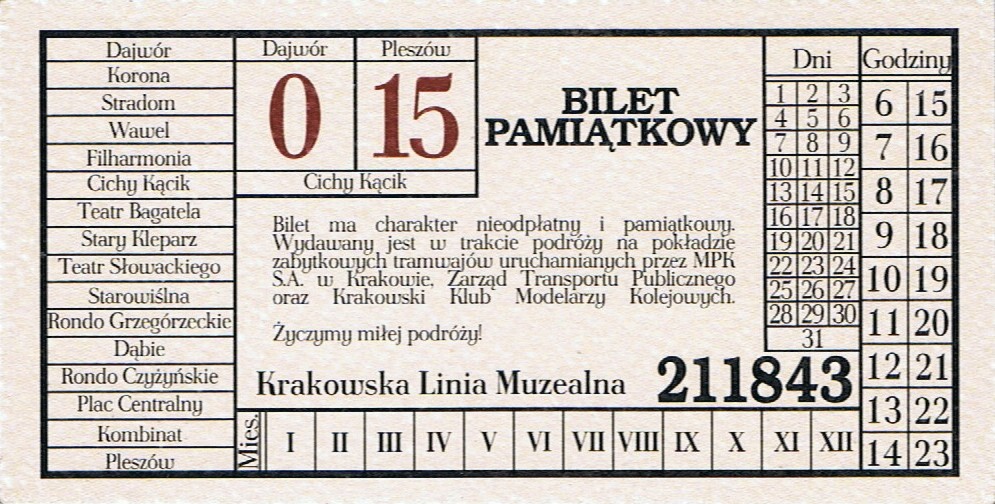 Dajwór
Korona
Stradom
Wawel
Filharmonia
Cichy Kącik
Teatr Bagatela
Stary Kleparz
Teatr Słowackiego
Starowiślna
Rondo Grzegórzeckie
Dąbie
Rondo Czyżyńskie
Plac Centralny
Kombinat
Pleszów
Dajwór Pleszów
0 15
Cichy Kącik
BILET
PAMIĄTKOWY
Bilet ma charakter nieodpłatny i pamiątkowy.
Wydawany jest w trakcie podróży na pokładzie
zabytkowych tramwajów uruchamianych przez MPK
S.A. w Krakowie, Zarząd Transportu Publicznego
oraz Krakowski Klub Modelarzy Kolejowych.
Życzymy miłej podróży!
Krakowska Linia Muzealna 211843
Mies. I II III IV V VI VII VIII IX X XI XII
Dni
1 2 3
4 5 6
7 8 9
10 11 12
13 14 15
16 17 18
19 20 21
22 23 24
25 26 27
28 29 30
31
Godziny
6 15
7 16
8 17
9 18
10 19
11 20
12 21
13 22
14 23